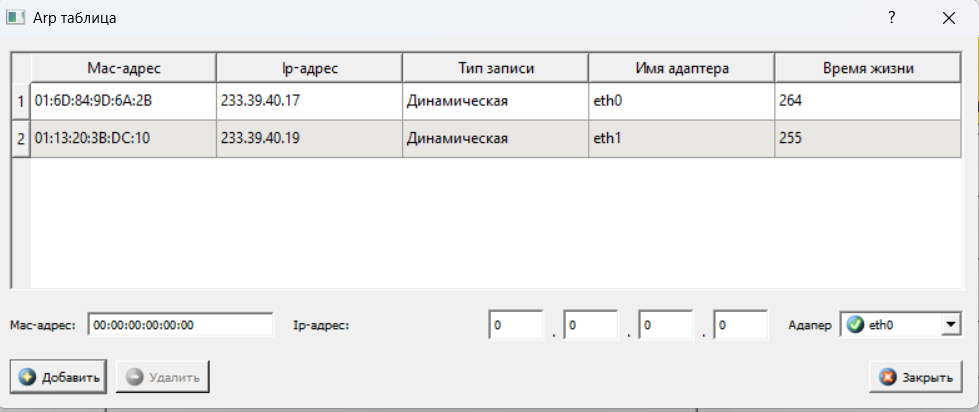 Arp таблица ?
Mac-адрес Ip-адрес Тип записи Имя адаптера Время жизни
1 01:6D:84:9D:6A:2B 233.39.40.17 Динамическая eth0 264
2 01:13:20:3B:DC:10 233.39.40.19 Динамическая eth1 255
Mac-адрес: 00:00:00:00:00:00 Ip-адрес: 0 . 0 . 0 . 0 Адапер eth0
Добавить Удалить Закрыть